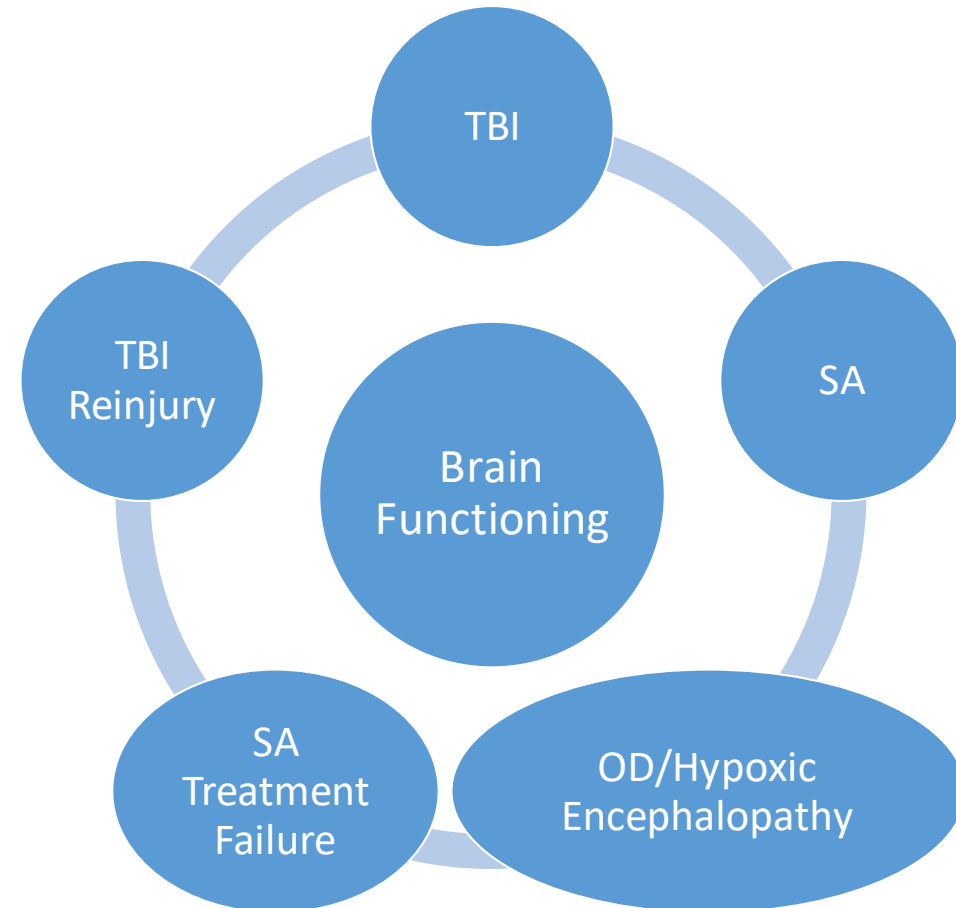 TBI
SA
OD/Hypoxic
Encephalopathy
SA
Treatment
Failure
TBI
Reinjury
Brain
Functioning